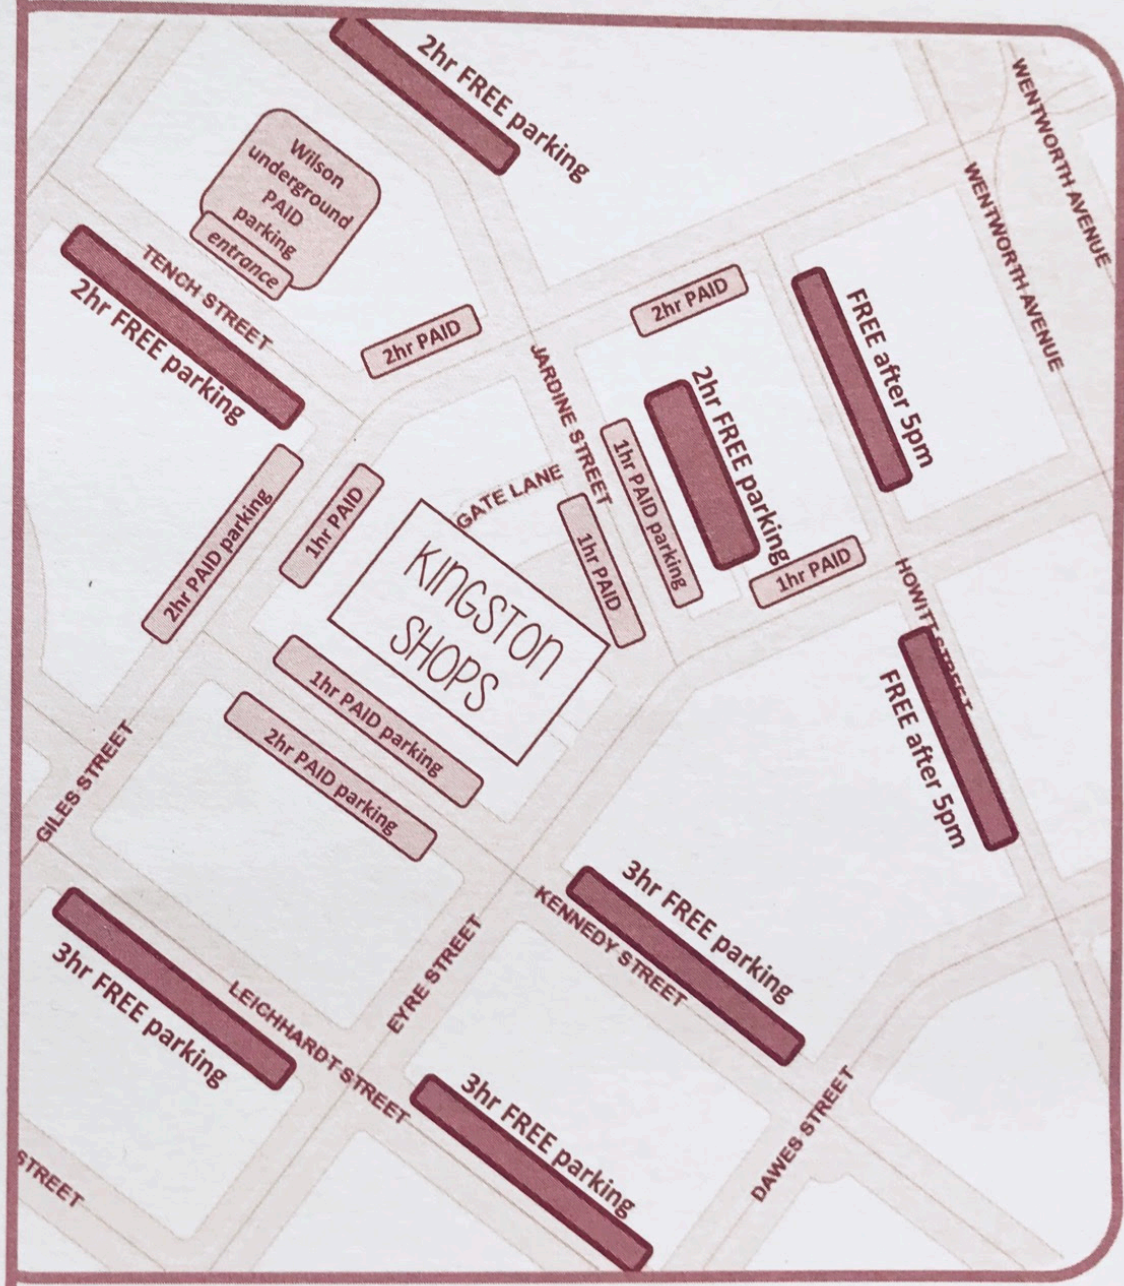 2hr FREE parking
WENTWORTH AVENUE
WENTWORTH AVENUE
Wilson
underground
PAID
parking
entrance
TENCH STREET
2hr FREE parking
2hr PAID
2hr PAID
FREE after 5pm
JARDINE STREET
2hr FREE parking
1hr PAID parking
2hr PAID parking
1hr PAID
GATE LANE
1hr PAID
1hr PAID
KINGSTON
SHOPS
HOWITT STREET
FREE after 5pm
1hr PAID parking
2hr PAID parking
GILES STREET
3hr FREE parking
KENNEDY STREET
EYRE STREET
3hr FREE parking
LEICHHARDT STREET
3hr FREE parking
DAWES STREET
STREET